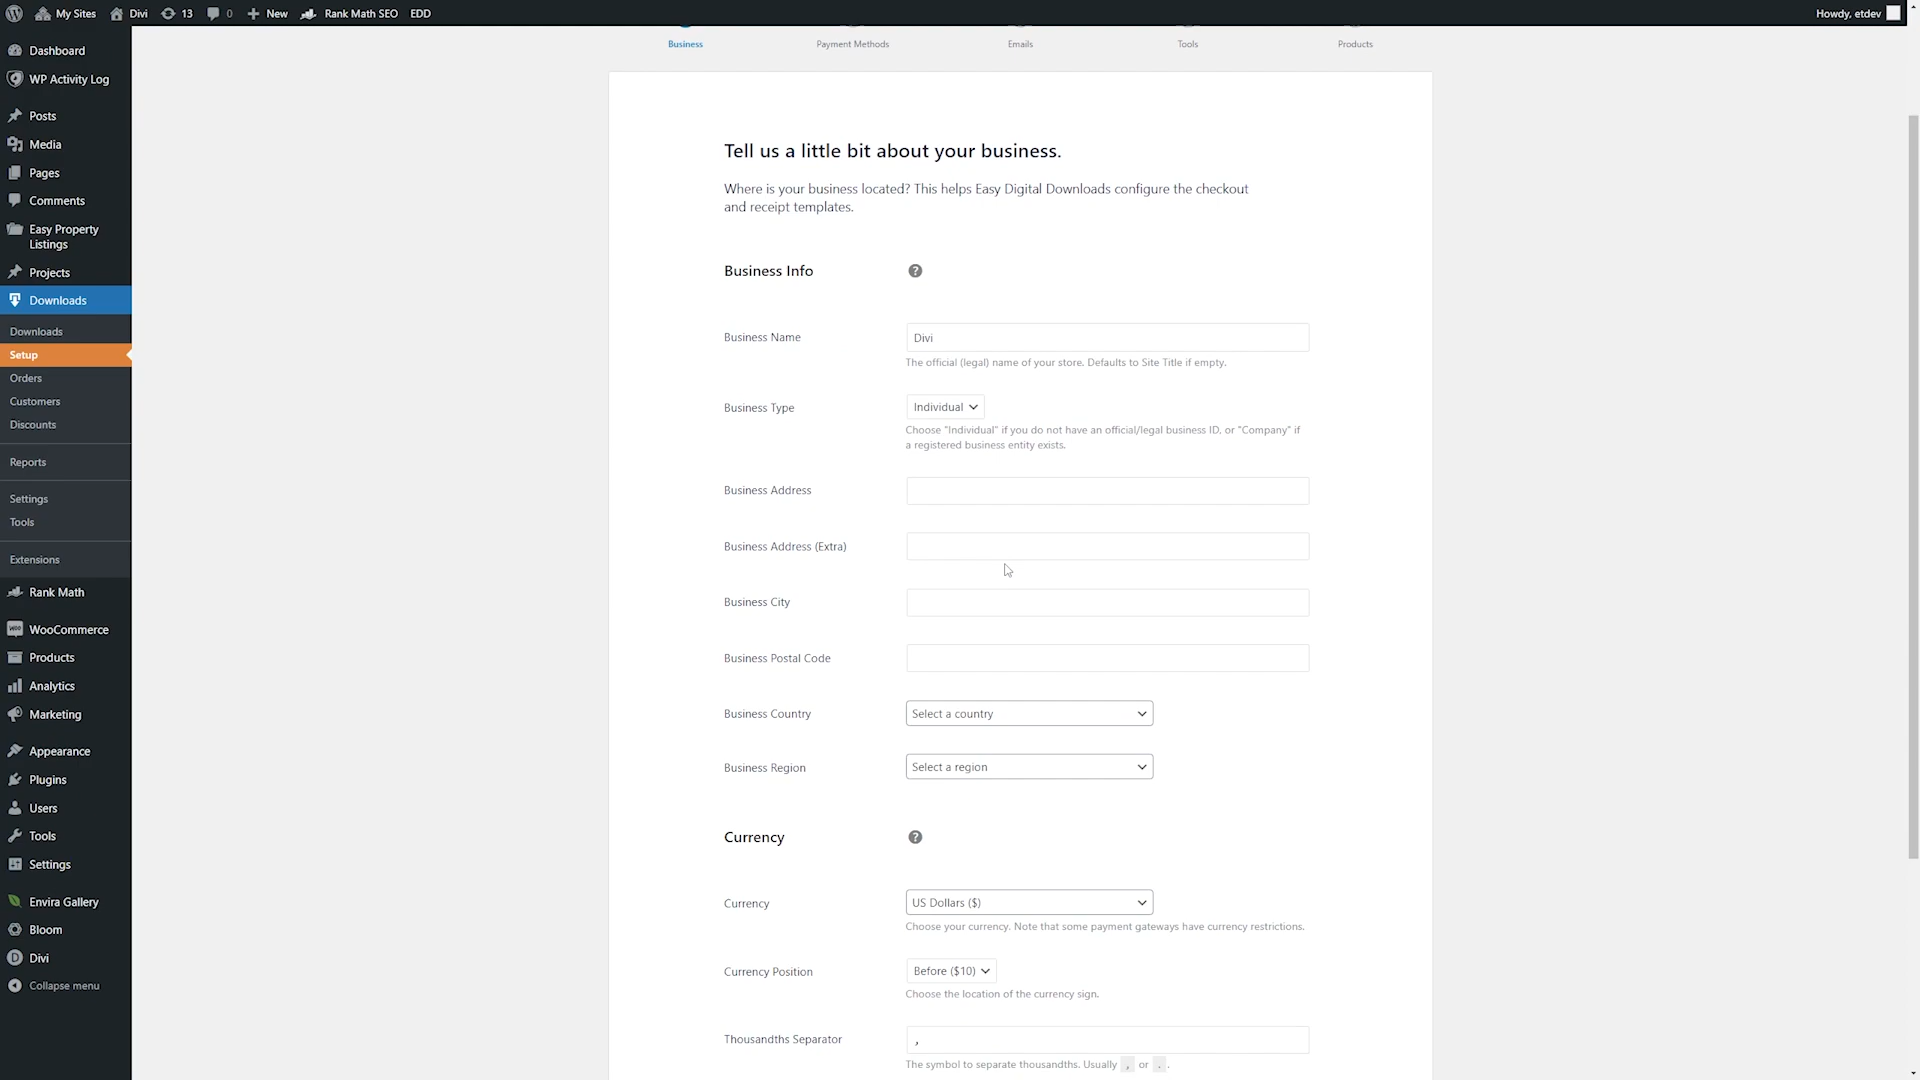 My Sites
Divi
13
0
New
Rank Math SEO
EDD
Howdy, etdev
Dashboard
WP Activity Log
Posts
Media
Pages
Comments
Easy Property
Listings
Projects
Downloads
Downloads
Setup
Orders
Customers
Discounts
Reports
Settings
Tools
Extensions
Rank Math
WooCommerce
Products
Analytics
Marketing
Appearance
Plugins
Users
Tools
Settings
Envira Gallery
Bloom
Divi
Collapse menu
Business
Payment Methods
Emails
Tools
Products
Tell us a little bit about your business.
Where is your business located? This helps Easy Digital Downloads configure the checkout
and receipt templates.
Business Info
Business Name
Divi
The official (legal) name of your store. Defaults to Site Title if empty.
Business Type
Individual
Choose "Individual" if you do not have an official/legal business ID, or "Company" if
a registered business entity exists.
Business Address
Business Address (Extra)
Business City
Business Postal Code
Business Country
Select a country
Business Region
Select a region
Currency
Currency
US Dollars ($)
Choose your currency. Note that some payment gateways have currency restrictions.
Currency Position
Before ($10)
Choose the location of the currency sign.
Thousandths Separator
,
The symbol to separate thousandths. Usually , or .